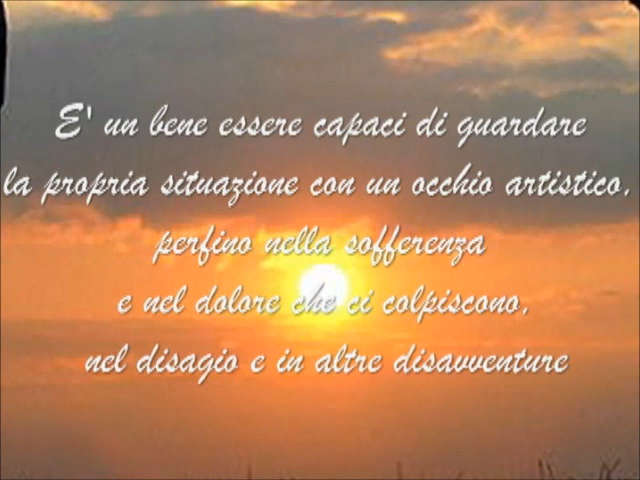 E' un bene essere capaci di guardare
la propria situazione con un occhio artistico,
perfino nella sofferenza
e nel dolore che ci colpiscono,
nel disagio e in altre disavventure